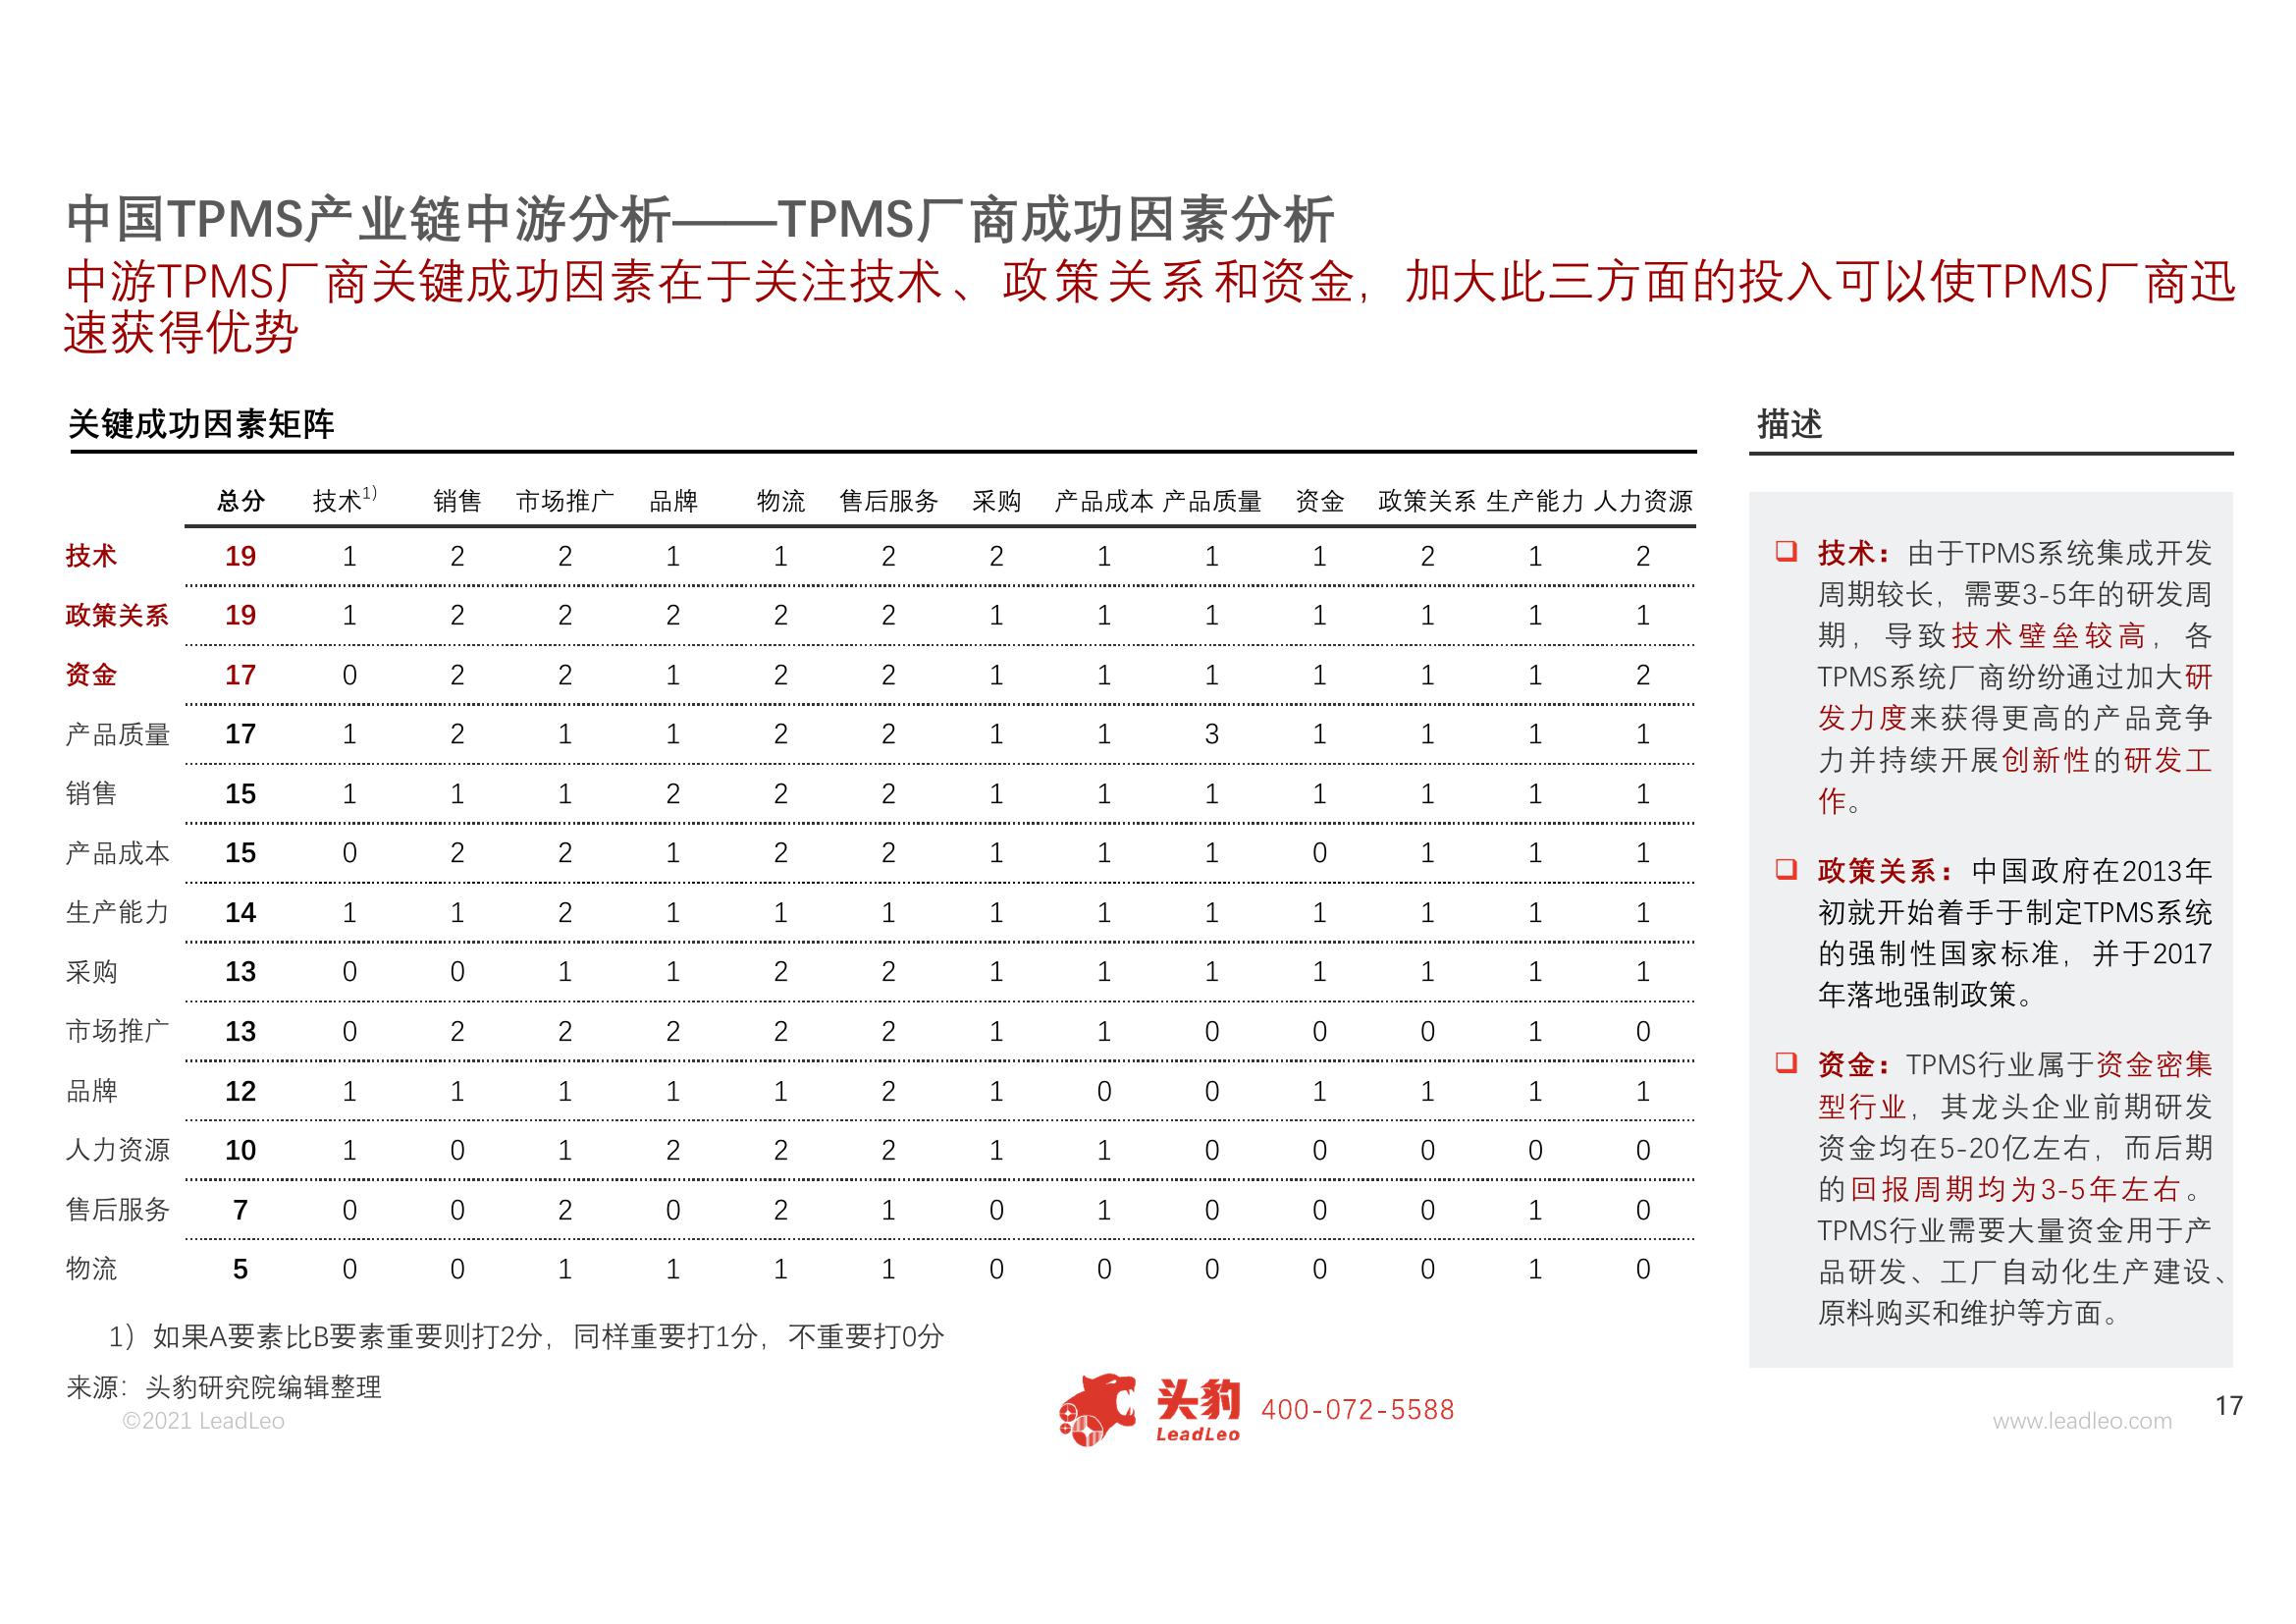 中国TPMS产业链中游分析——TPMS厂商成功因素分析
中游TPMS厂商关键成功因素在于关注技术、政策关系和资金，加大此三方面的投入可以使TPMS厂商迅
速获得优势
关键成功因素矩阵
总分 技术1) 销售 市场推广 品牌 物流 售后服务 采购 产品成本 产品质量 资金 政策关系 生产能力 人力资源
技术 19 1 2 2 1 1 2 2 1 1 1 2 1 2
政策关系 19 1 2 2 2 2 2 1 1 1 1 1 1 1
资金 17 0 2 2 1 2 2 1 1 1 1 1 1 2
产品质量 17 1 2 1 1 2 2 1 1 3 1 1 1 1
销售 15 1 1 1 2 2 2 1 1 1 1 1 1 1
产品成本 15 0 2 2 1 2 2 1 1 1 0 1 1 1
生产能力 14 1 1 2 1 1 1 1 1 1 1 1 1 1
采购 13 0 0 1 1 2 2 1 1 1 1 1 1 1
市场推广 13 0 2 2 2 2 2 1 1 0 0 0 1 0
品牌 12 1 1 1 1 1 2 1 0 0 1 1 1 1
人力资源 10 1 0 1 2 2 2 1 1 0 0 0 0 0
售后服务 7 0 0 2 0 2 1 0 1 0 0 0 1 0
物流 5 0 0 1 1 1 1 0 0 0 0 0 1 0
1）如果A要素比B要素重要则打2分，同样重要打1分，不重要打0分
描述
技术：由于TPMS系统集成开发
周期较长，需要3-5年的研发周
期，导致技术壁垒较高，各
TPMS系统厂商纷纷通过加大研
发力度来获得更高的产品竞争
力并持续开展创新性的研发工
作。
政策关系：中国政府在2013年
初就开始着手于制定TPMS系统
的强制性国家标准，并于2017
年落地强制政策。
资金：TPMS行业属于资金密集
型行业，其龙头企业前期研发
资金均在5-20亿左右，而后期
的回报周期均为3-5年左右。
TPMS行业需要大量资金用于产
品研发、工厂自动化生产建设、
原料购买和维护等方面。
来源：头豹研究院编辑整理
©2021 LeadLeo
头豹
LeadLeo
400-072-5588
www.leadleo.com
17